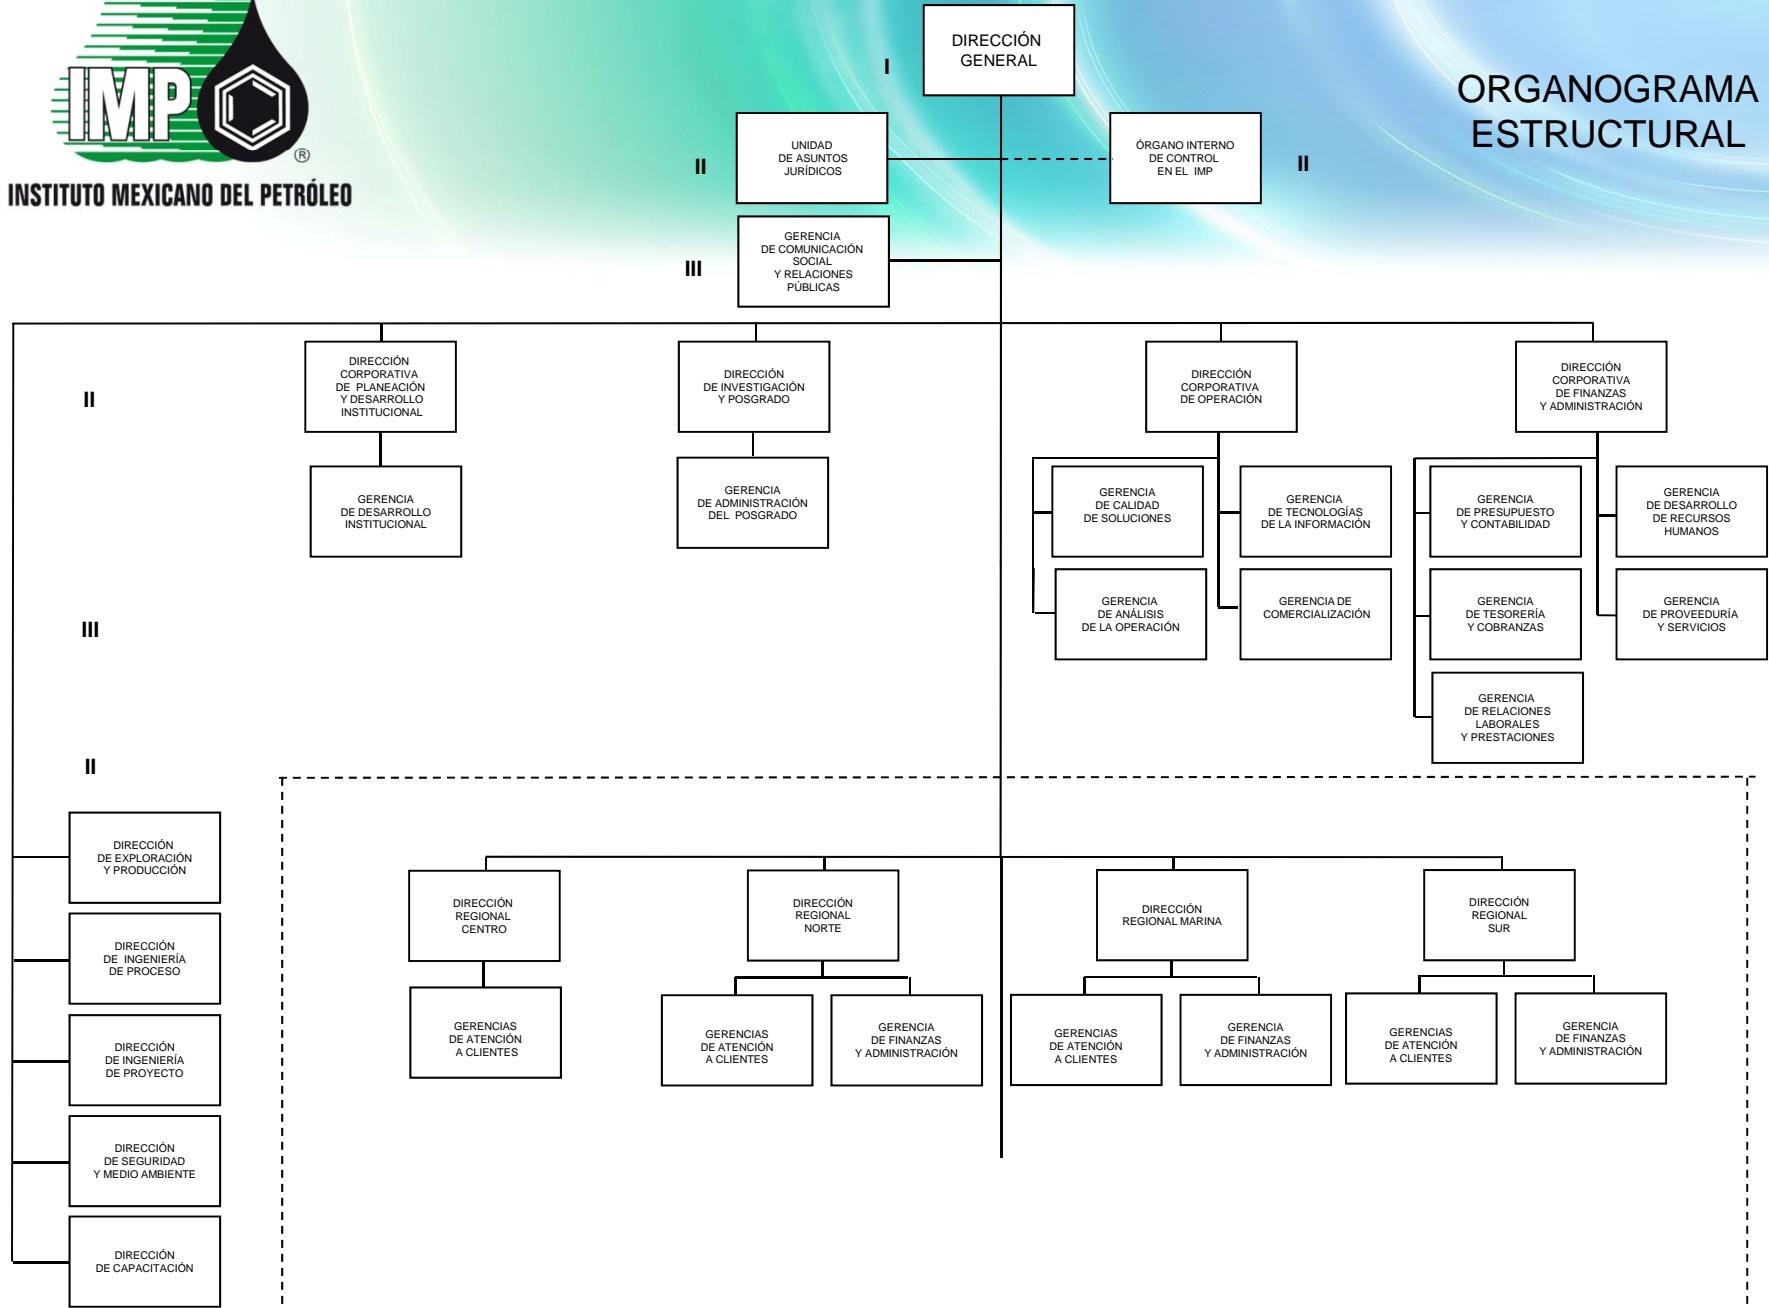 IMP
®
INSTITUTO MEXICANO DEL PETRÓLEO
ORGANOGRAMA
ESTRUCTURAL
I
DIRECCIÓN
GENERAL
II
UNIDAD
DE ASUNTOS
JURÍDICOS
ÓRGANO INTERNO
DE CONTROL
EN EL IMP
II
III
GERENCIA
DE COMUNICACIÓN
SOCIAL
Y RELACIONES
PÚBLICAS
II
DIRECCIÓN
CORPORATIVA
DE PLANEACIÓN
Y DESARROLLO
INSTITUCIONAL
DIRECCIÓN
DE INVESTIGACIÓN
Y POSGRADO
DIRECCIÓN
CORPORATIVA
DE OPERACIÓN
DIRECCIÓN
CORPORATIVA
DE FINANZAS
Y ADMINISTRACIÓN
GERENCIA
DE DESARROLLO
INSTITUCIONAL
GERENCIA
DE ADMINISTRACIÓN
DEL POSGRADO
GERENCIA
DE CALIDAD
DE SOLUCIONES
GERENCIA
DE TECNOLOGÍAS
DE LA INFORMACIÓN
GERENCIA
DE PRESUPUESTO
Y CONTABILIDAD
GERENCIA
DE DESARROLLO
DE RECURSOS
HUMANOS
III
GERENCIA
DE ANÁLISIS
DE LA OPERACIÓN
GERENCIA DE
COMERCIALIZACIÓN
GERENCIA
DE TESORERÍA
Y COBRANZAS
GERENCIA
DE PROVEEDURÍA
Y SERVICIOS
GERENCIA
DE RELACIONES
LABORALES
Y PRESTACIONES
II
DIRECCIÓN
DE EXPLORACIÓN
Y PRODUCCIÓN
DIRECCIÓN
DE INGENIERÍA
DE PROCESO
DIRECCIÓN
DE INGENIERÍA
DE PROYECTO
DIRECCIÓN
DE SEGURIDAD
Y MEDIO AMBIENTE
DIRECCIÓN
DE CAPACITACIÓN
DIRECCIÓN
REGIONAL
CENTRO
DIRECCIÓN
REGIONAL
NORTE
DIRECCIÓN
REGIONAL MARINA
DIRECCIÓN
REGIONAL
SUR
GERENCIAS
DE ATENCIÓN
A CLIENTES
GERENCIAS
DE ATENCIÓN
A CLIENTES
GERENCIA
DE FINANZAS
Y ADMINISTRACIÓN
GERENCIAS
DE ATENCIÓN
A CLIENTES
GERENCIA
DE FINANZAS
Y ADMINISTRACIÓN
GERENCIAS
DE ATENCIÓN
A CLIENTES
GERENCIA
DE FINANZAS
Y ADMINISTRACIÓN